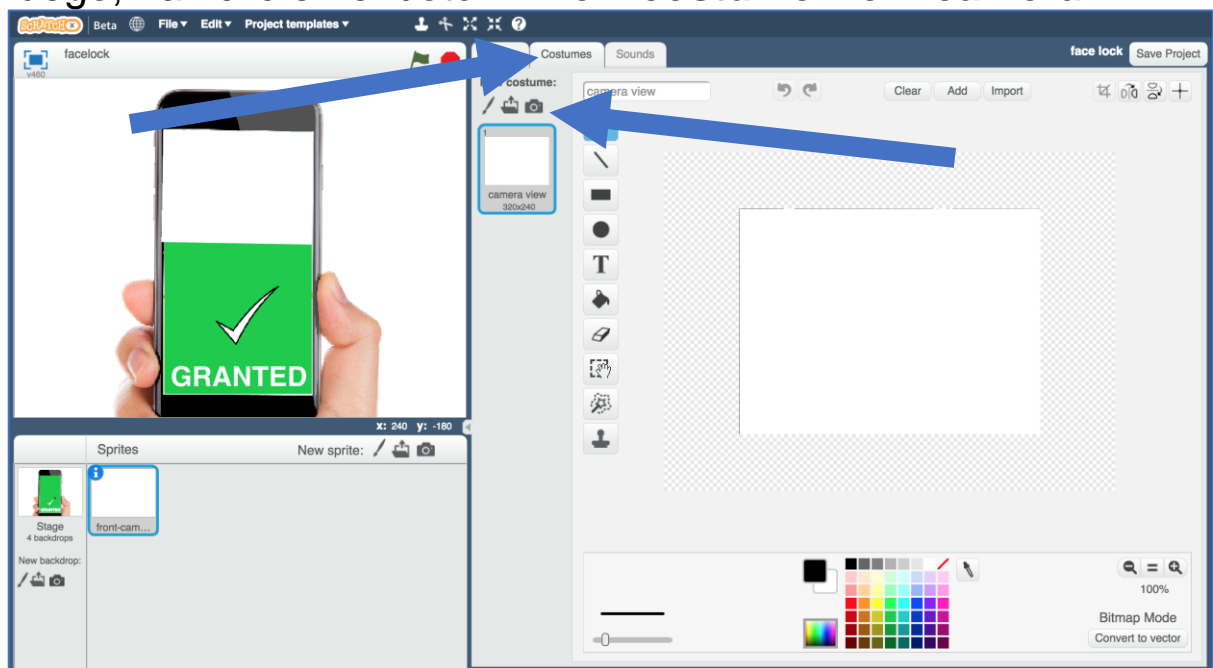 SCRATCHX Beta File Edit Project templates
facelock
v460
Costumes Sounds
face lock Save Project
costume:
camera view
Clear Add Import
1
camera view
320x240
T
GRANTED
x: 240 y: -180
Sprites New sprite:
Stage
4 backdrops
front-cam...
New backdrop:
100%
Bitmap Mode
Convert to vector